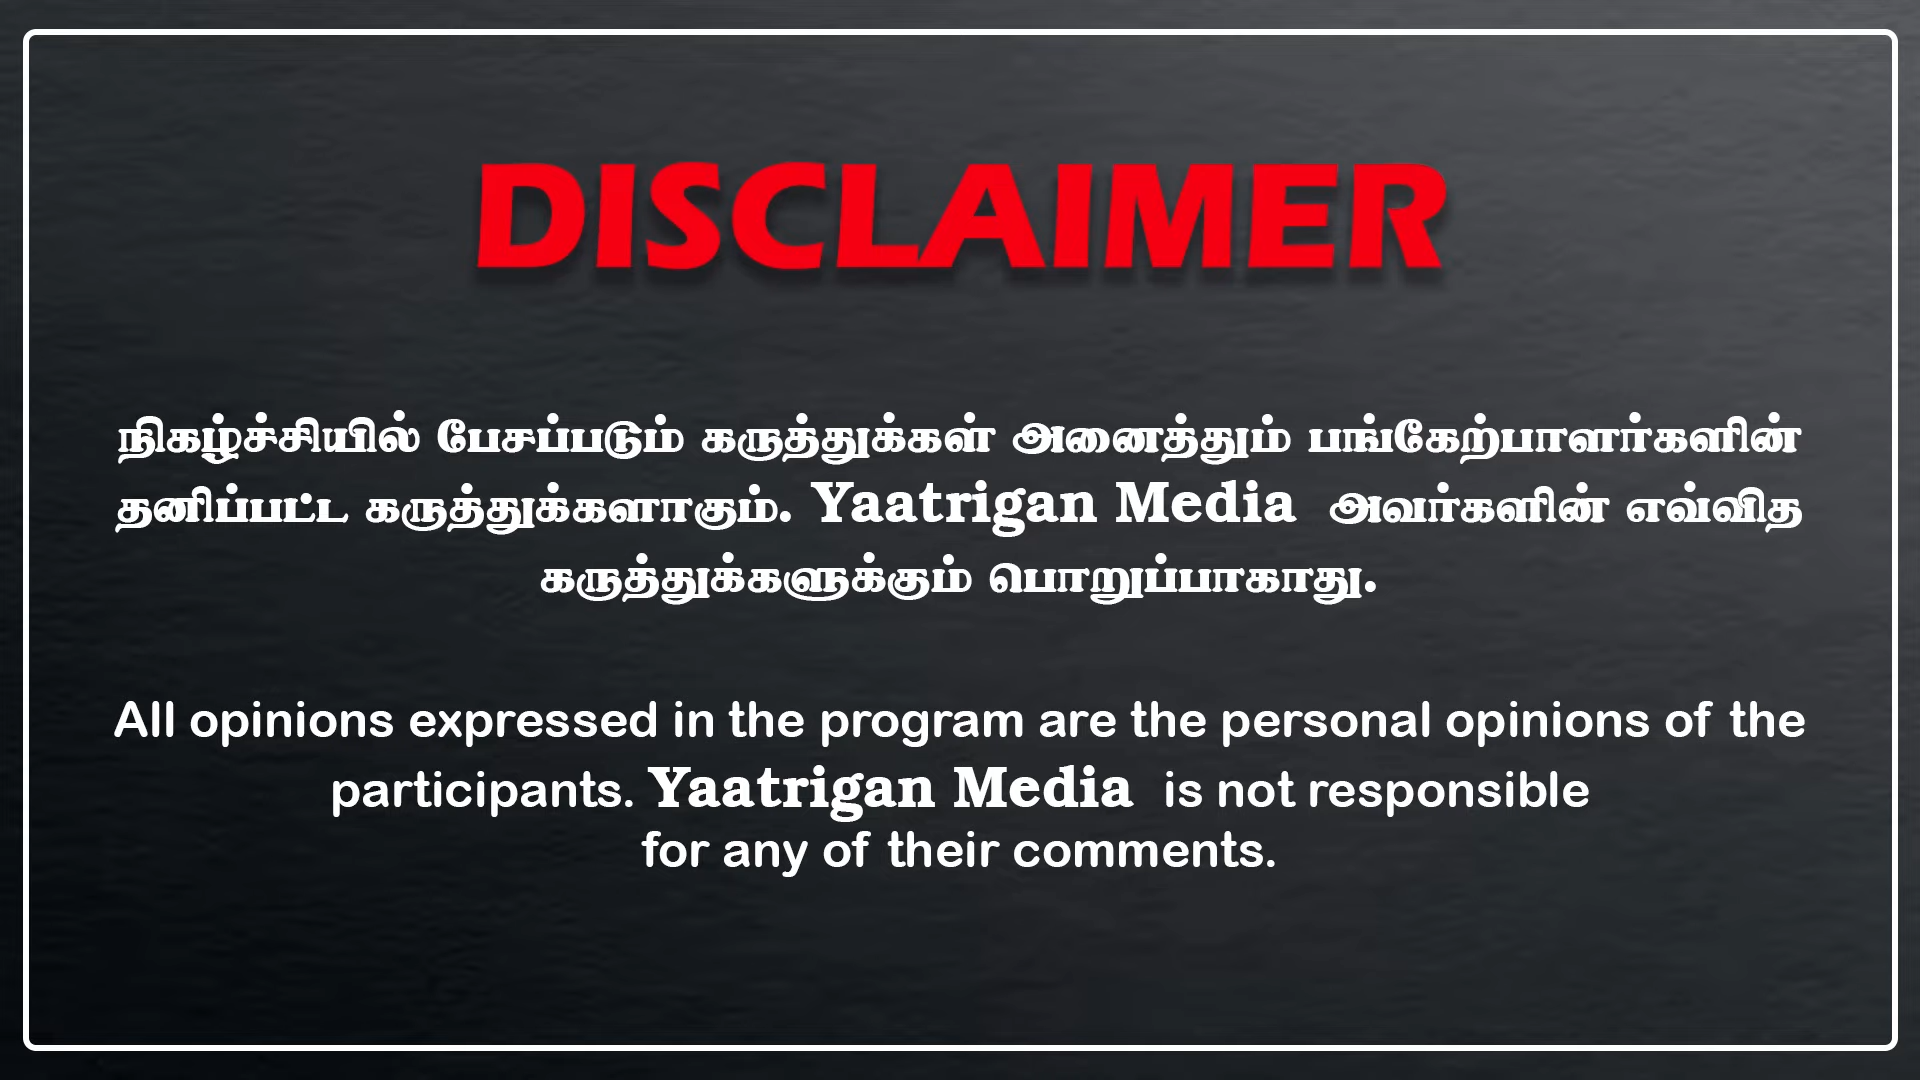 DISCLAIMER
நிகழ்ச்சியில் பேசப்படும் கருத்துக்கள் அனைத்தும் பங்கேற்பாளர்களின்
தனிப்பட்ட கருத்துக்களாகும். Yaatrigan Media அவர்களின் எவ்வித
கருத்துக்களுக்கும் பொறுப்பாகாது.
All opinions expressed in the program are the personal opinions of the
participants. Yaatrigan Media is not responsible
for any of their comments.